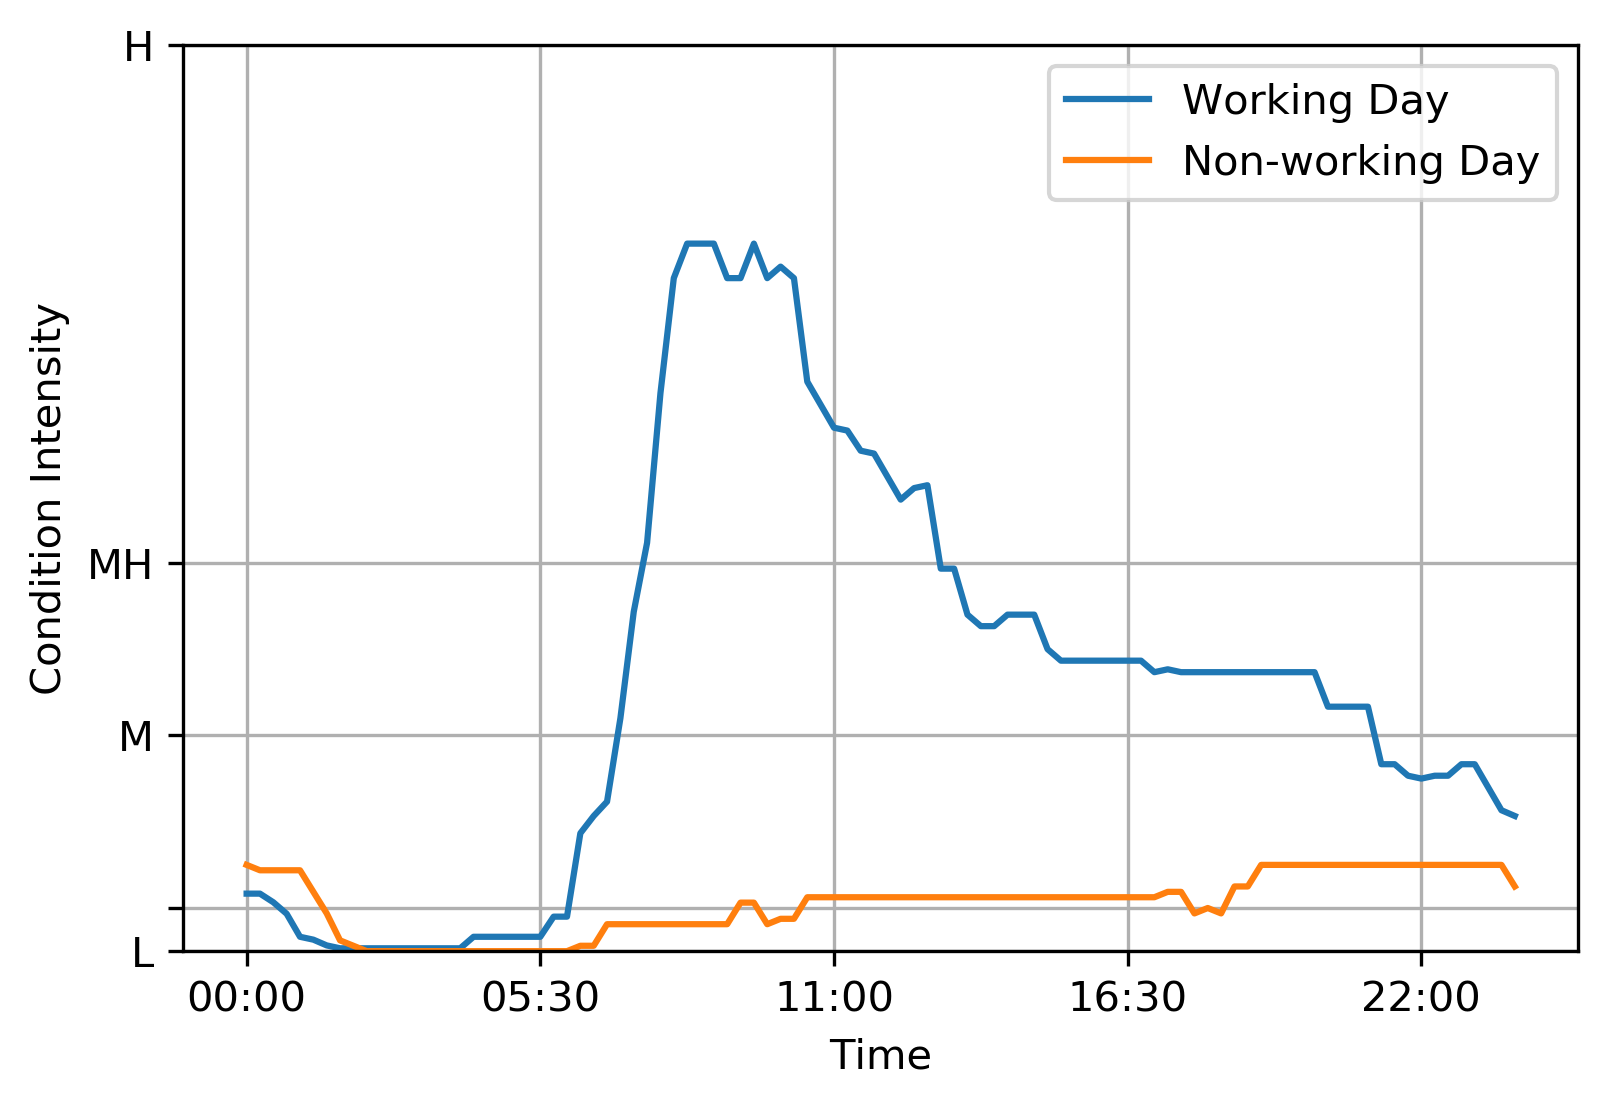 H
MH
M
L
Condition Intensity
Working Day
Non-working Day
00:00 05:30 11:00 16:30 22:00
Time